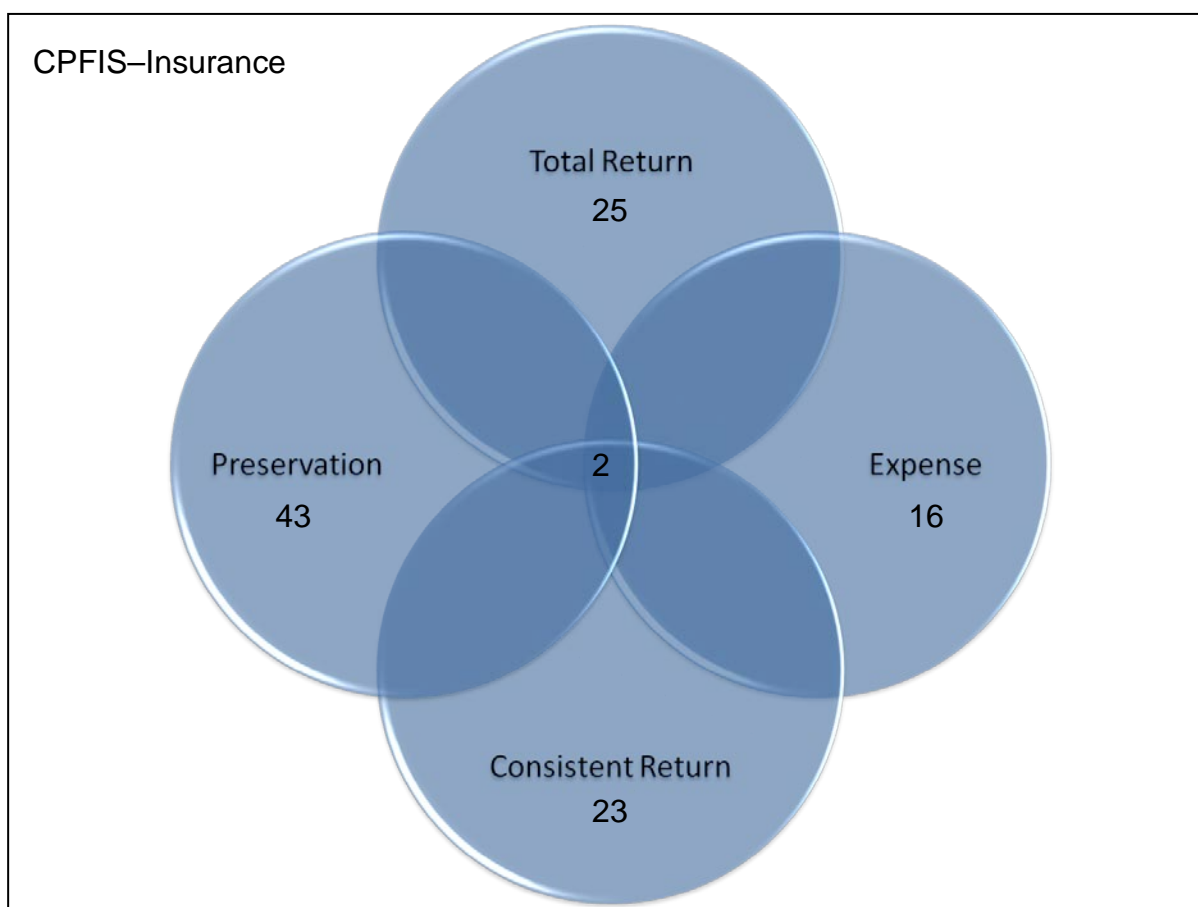 CPFIS–Insurance
Total Return
25
Preservation
43
2
Expense
16
Consistent Return
23